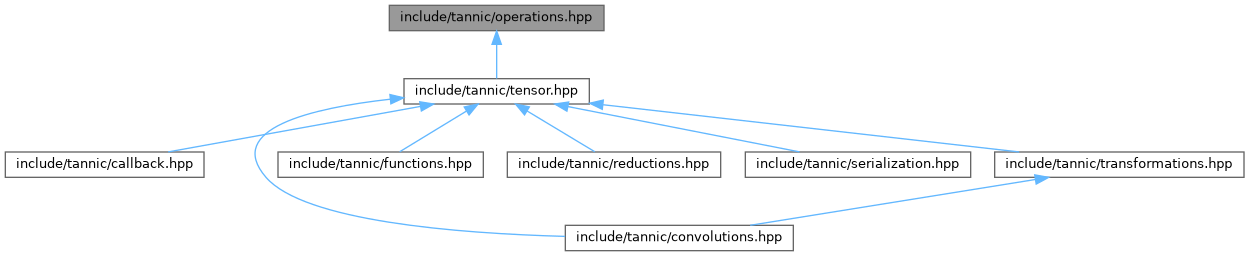 include/tannic/operations.hpp
include/tannic/tensor.hpp
include/tannic/callback.hpp
include/tannic/functions.hpp
include/tannic/reductions.hpp
include/tannic/serialization.hpp
include/tannic/transformations.hpp
include/tannic/convolutions.hpp